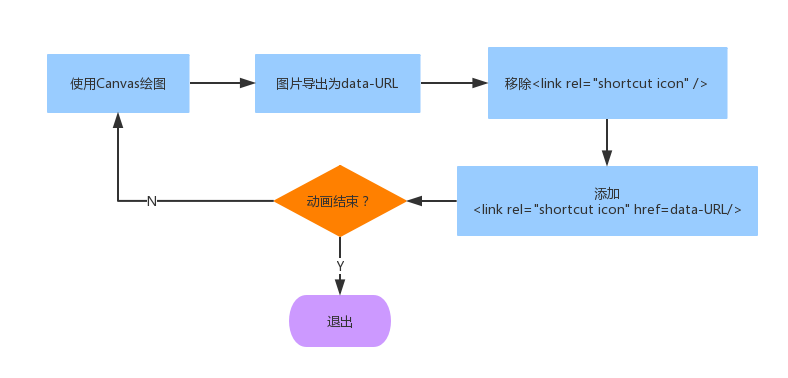 使用Canvas绘图
图片导出为data-URL
移除<link rel="shortcut icon" />
添加
<link rel="shortcut icon" href=data-URL/>
动画结束？
N
Y
退出